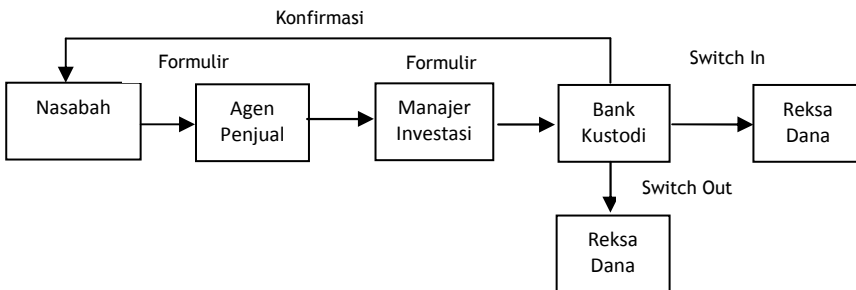 Konfirmasi
Formulir
Formulir
Switch In
Nasabah
Agen
Penjual
Manajer
Investasi
Bank
Kustodi
Reksa
Dana
Switch Out
Reksa
Dana